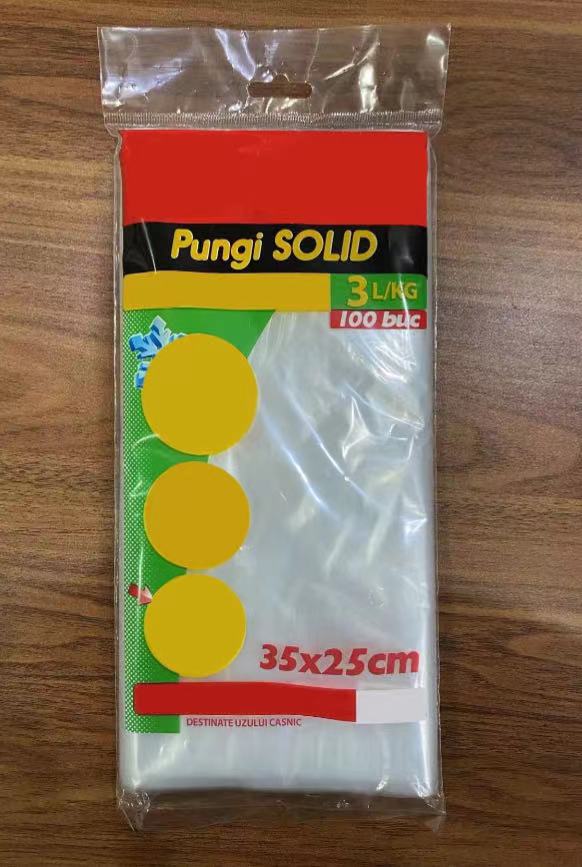 Pungi SOLID
3 L/KG
100 buc
35x25cm
DESTINATE UZULUI CASNIC